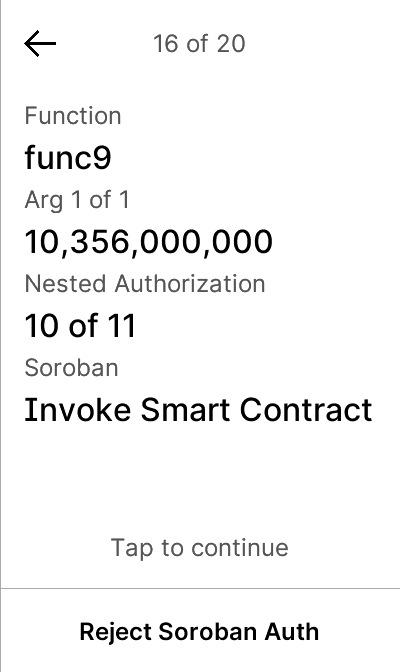 16 of 20
Function
func9
Arg 1 of 1
10,356,000,000
Nested Authorization
10 of 11
Soroban
Invoke Smart Contract
Tap to continue
Reject Soroban Auth